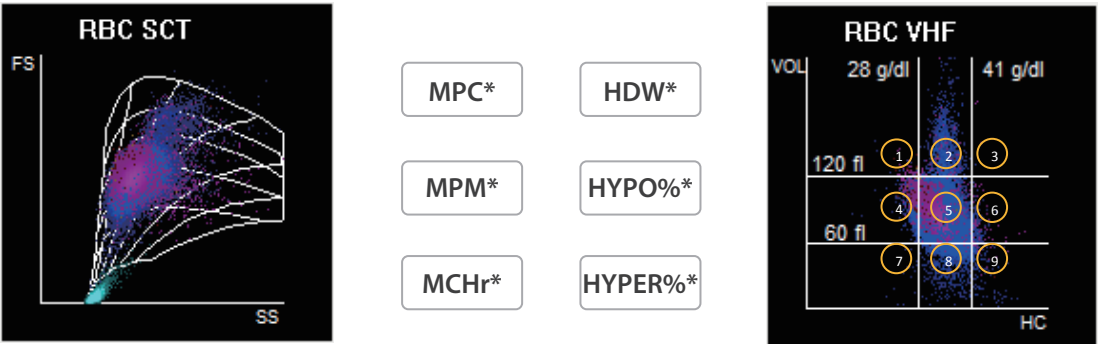 RBC SCT
FS
SS
MPC*
HDW*
MPM*
HYPO%*
MCHr*
HYPER%*
RBC VHF
VOL
28 g/dl
41 g/dl
1
2
3
120 fl
4
5
6
60 fl
7
8
9
HC